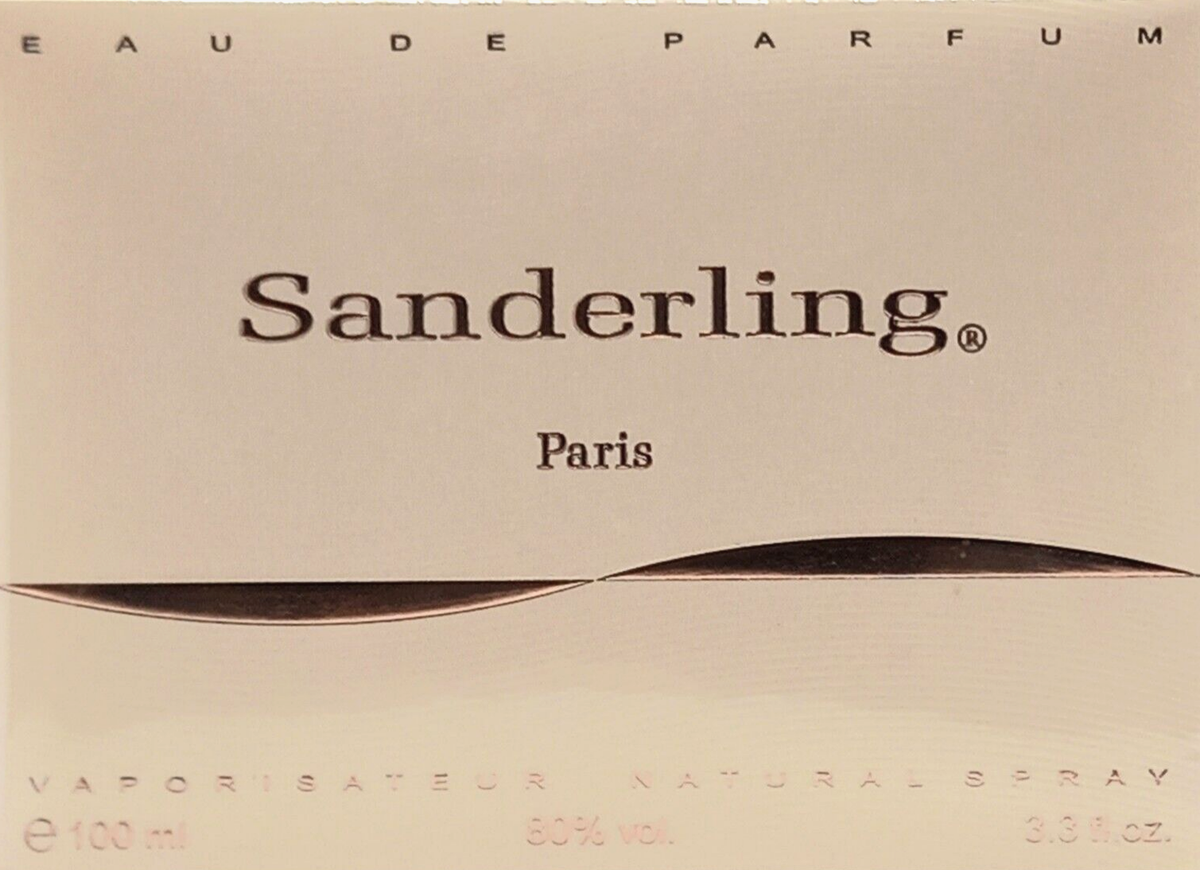 EAU DE PARFUM
Sanderling®
Paris
VAPORISATEUR NATURAL SPRAY
℮ 100 ml 80% vol. 3.3 fl.oz.